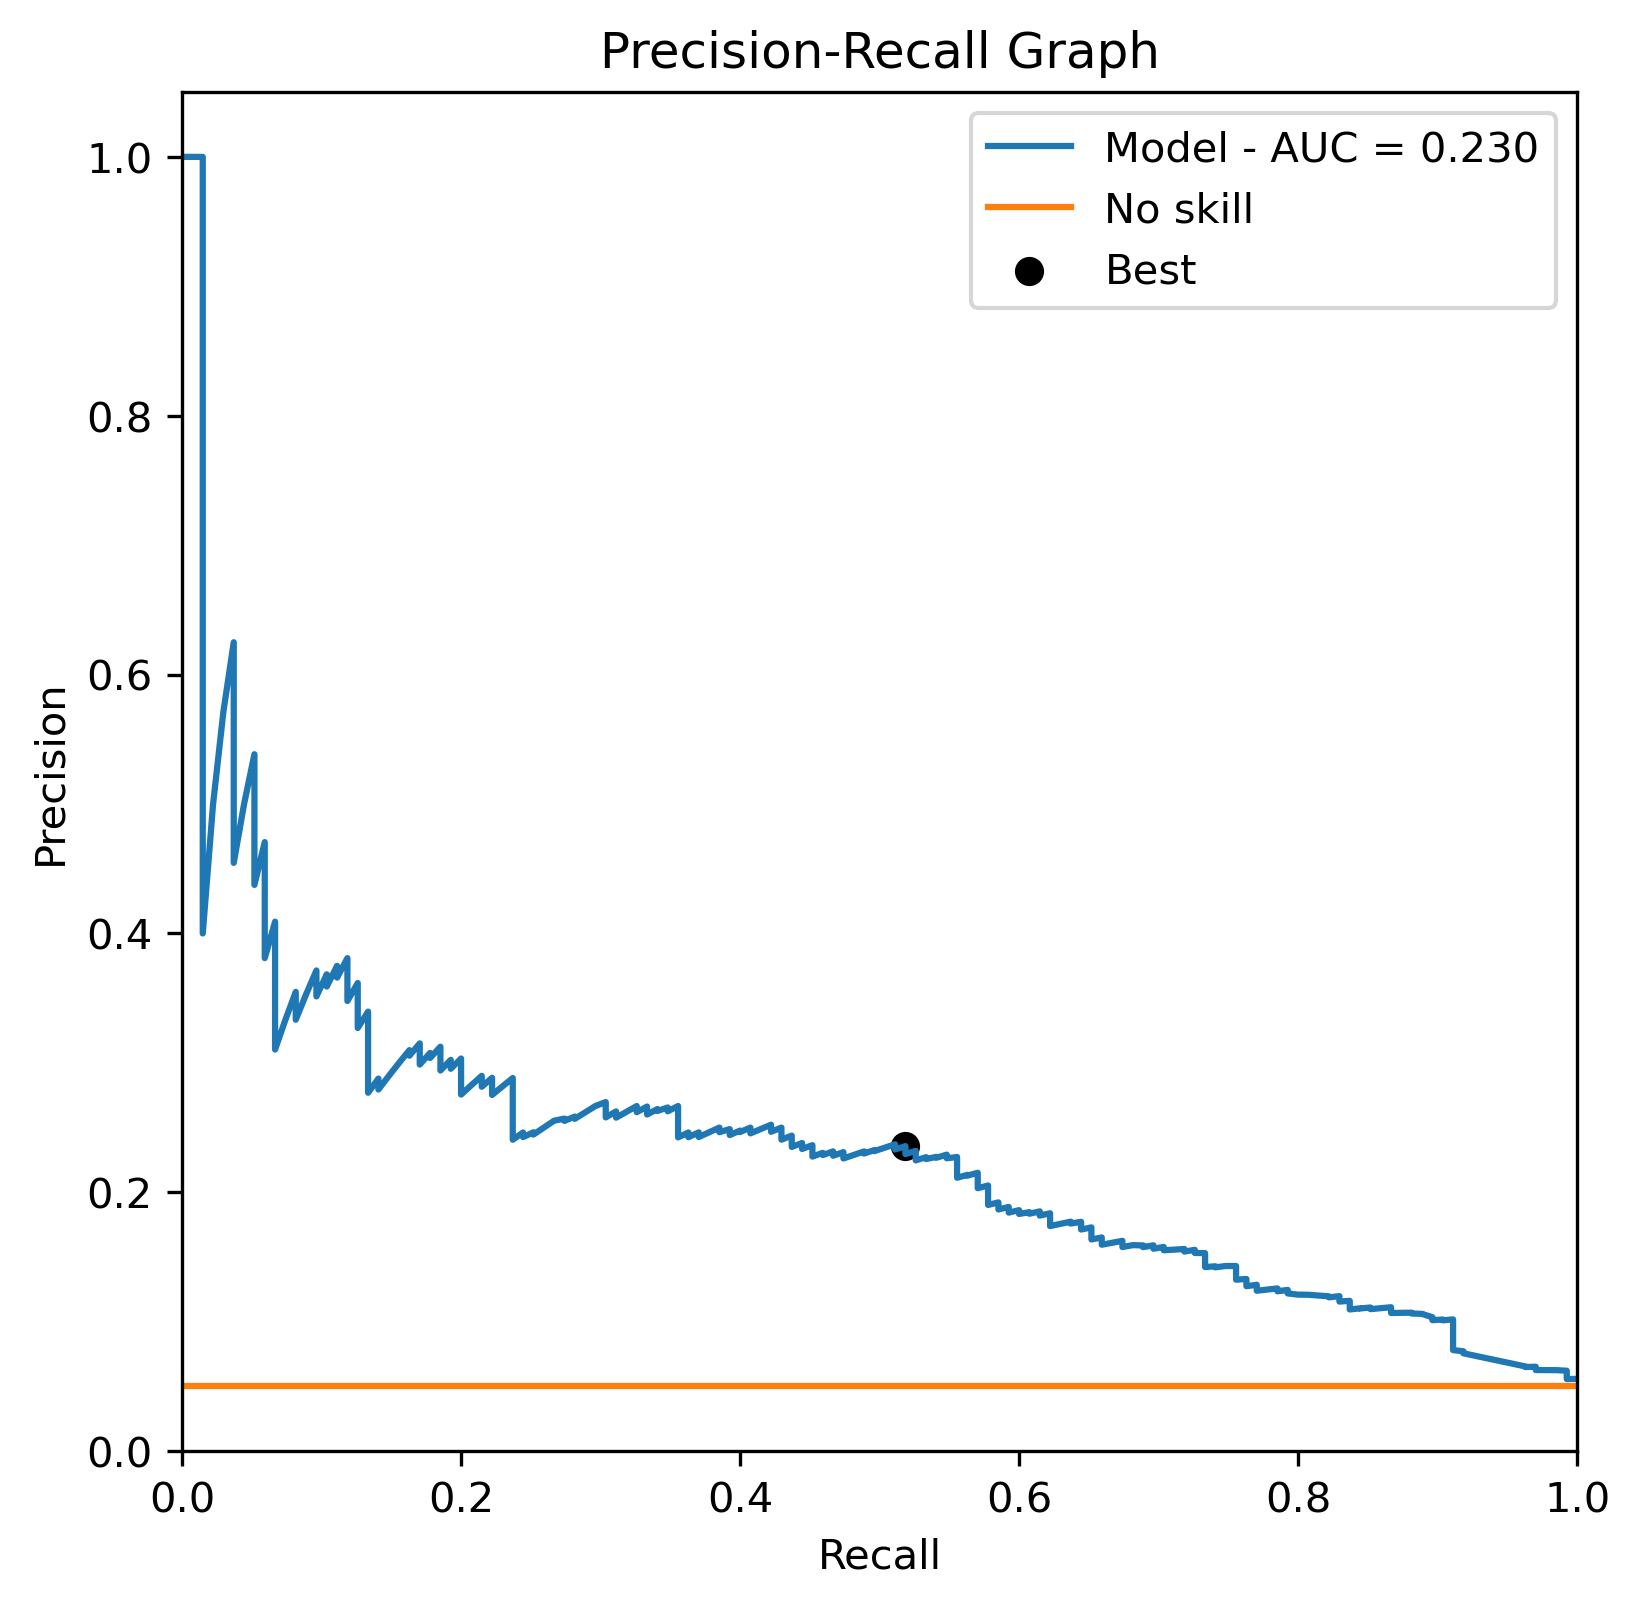 Precision-Recall Graph
Model - AUC = 0.230
No skill
Best
Precision
1.0
0.8
0.6
0.4
0.2
0.0
0.0 0.2 0.4 0.6 0.8 1.0
Recall